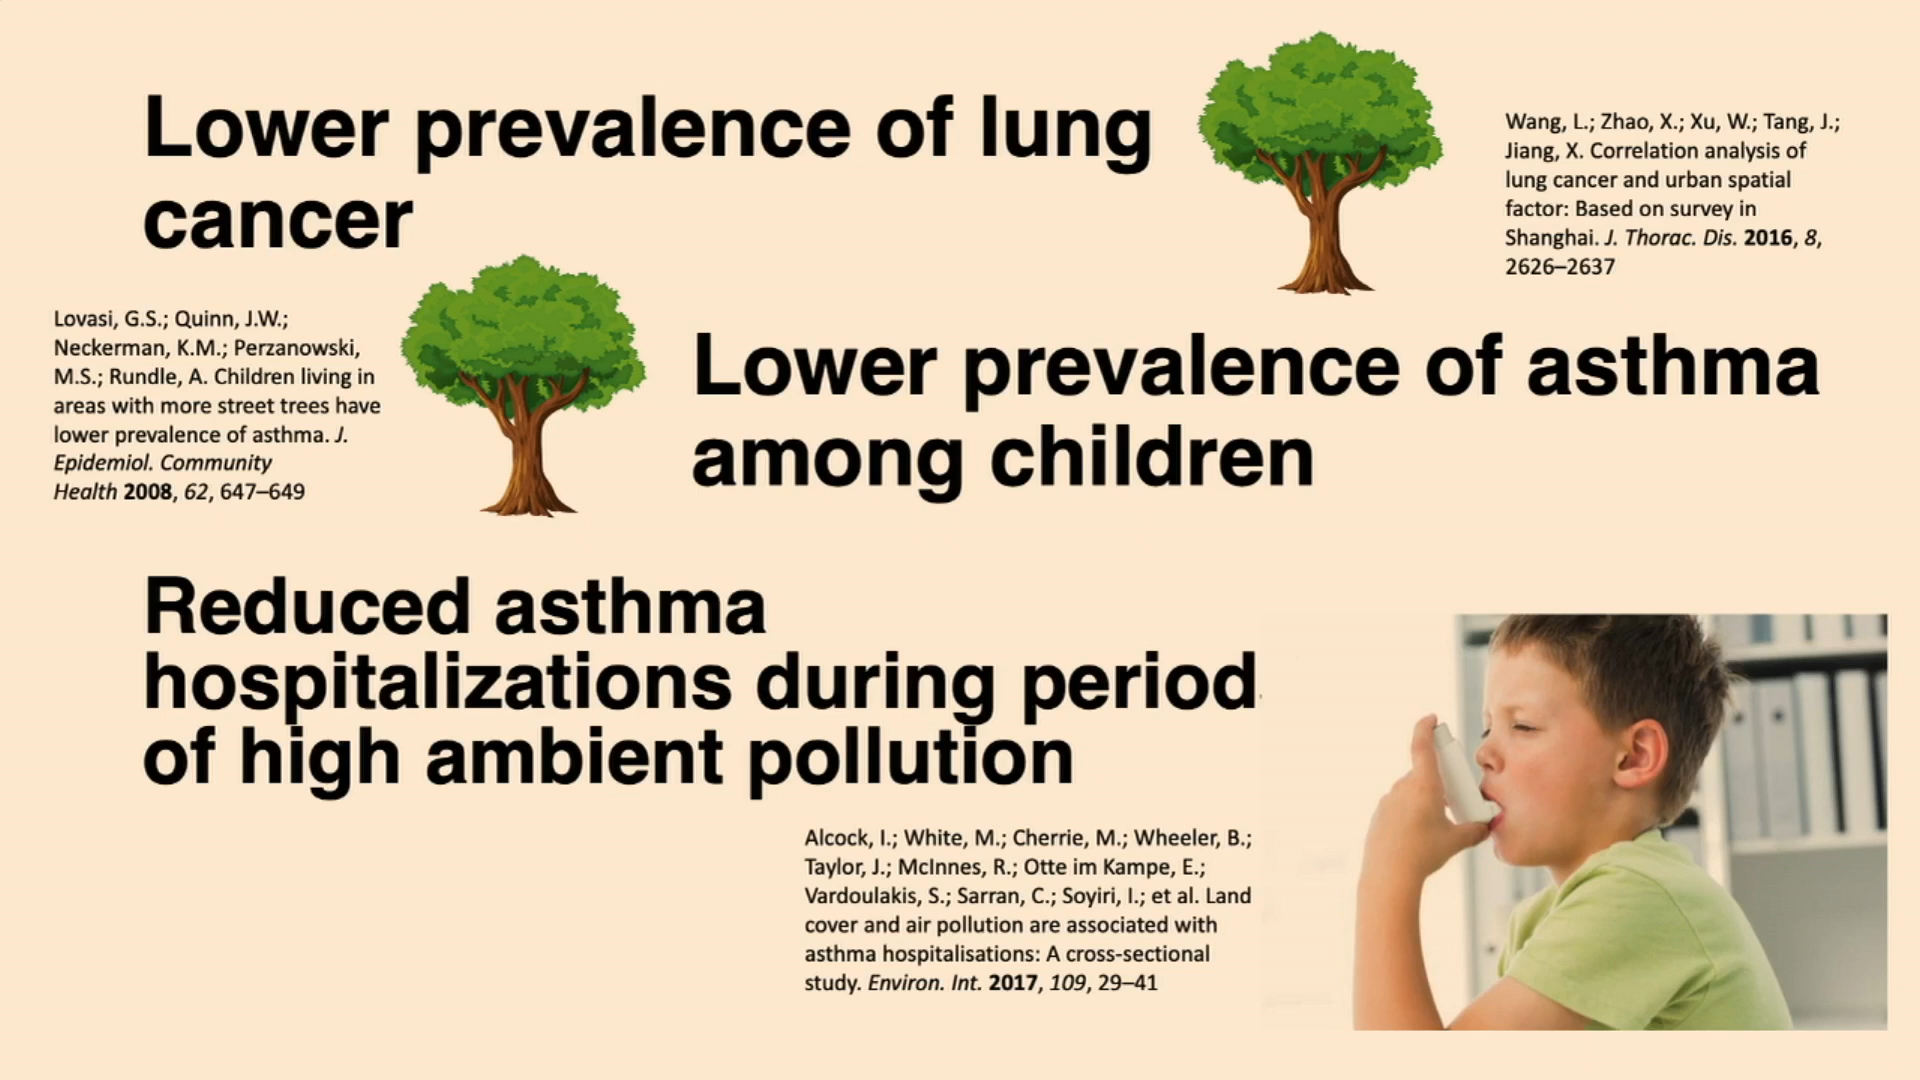 Lower prevalence of lung
cancer
Wang, L.; Zhao, X.; Xu, W.; Tang, J.;
Jiang, X. Correlation analysis of
lung cancer and urban spatial
factor: Based on survey in
Shanghai. J. Thorac. Dis. 2016, 8,
2626–2637
Lovasi, G.S.; Quinn, J.W.;
Neckerman, K.M.; Perzanowski,
M.S.; Rundle, A. Children living in
areas with more street trees have
lower prevalence of asthma. J.
Epidemiol. Community
Health 2008, 62, 647–649
Lower prevalence of asthma
among children
Reduced asthma
hospitalizations during period
of high ambient pollution
Alcock, I.; White, M.; Cherrie, M.; Wheeler, B.;
Taylor, J.; McInnes, R.; Otte im Kampe, E.;
Vardoulakis, S.; Sarran, C.; Soyiri, I.; et al. Land
cover and air pollution are associated with
asthma hospitalisations: A cross-sectional
study. Environ. Int. 2017, 109, 29–41